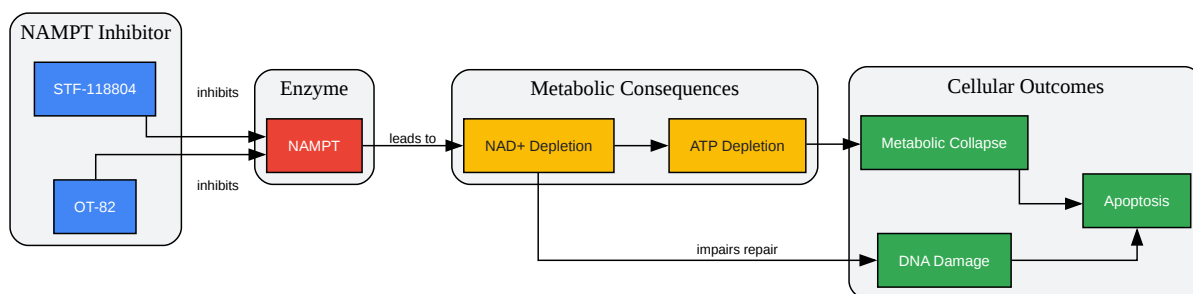 NAMPT Inhibitor
STF-118804
OT-82
inhibits
inhibits
Enzyme
NAMPT
leads to
Metabolic Consequences
NAD+ Depletion
ATP Depletion
impairs repair
Cellular Outcomes
Metabolic Collapse
DNA Damage
Apoptosis